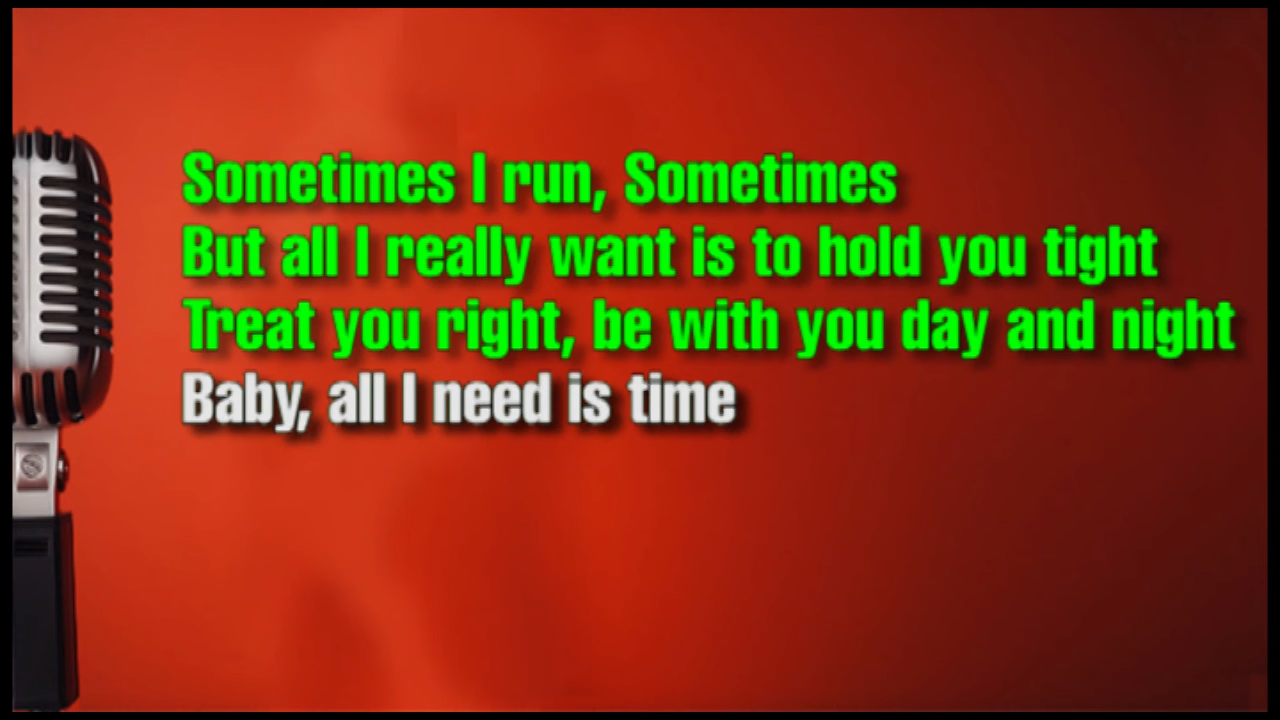 Sometimes I run, Sometimes
But all I really want is to hold you tight
Treat you right, be with you day and night
Baby, all I need is time